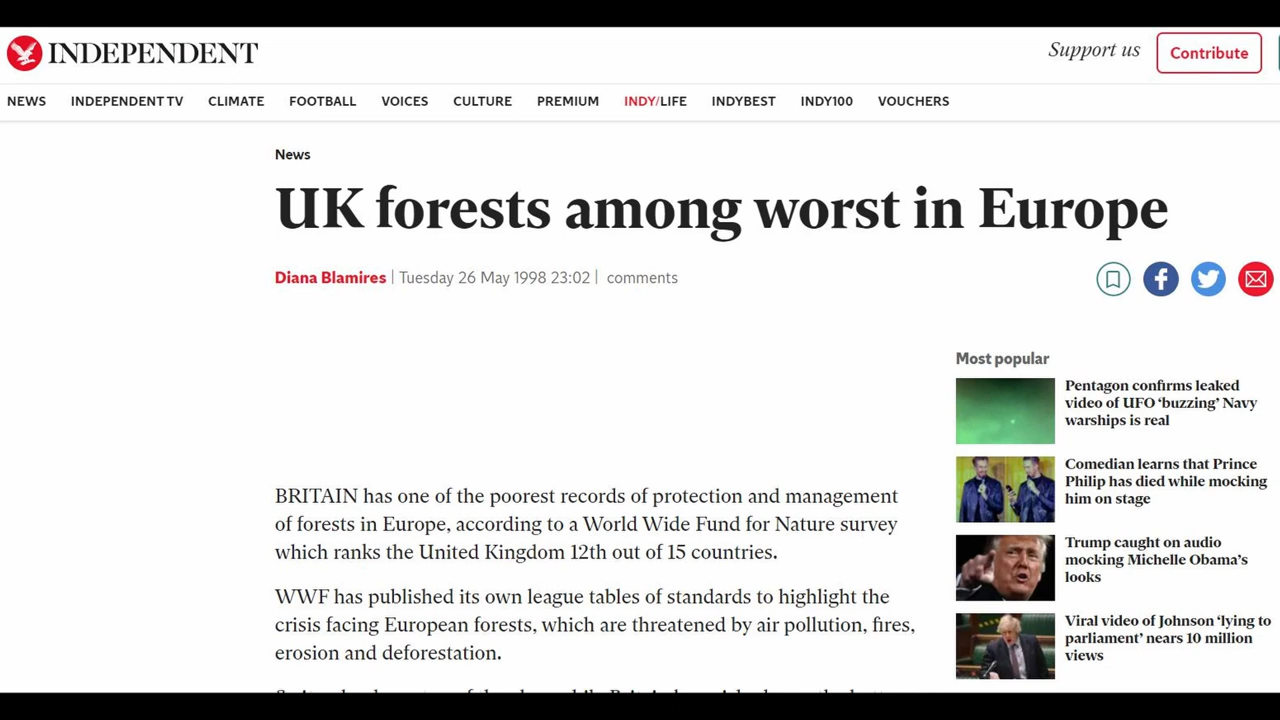 INDEPENDENT
Support us
Contribute
NEWS INDEPENDENT TV CLIMATE FOOTBALL VOICES CULTURE PREMIUM INDY/LIFE INDYBEST INDY100 VOUCHERS
News
UK forests among worst in Europe
Diana Blamires | Tuesday 26 May 1998 23:02 | comments
BRITAIN has one of the poorest records of protection and management
of forests in Europe, according to a World Wide Fund for Nature survey
which ranks the United Kingdom 12th out of 15 countries.
WWF has published its own league tables of standards to highlight the
crisis facing European forests, which are threatened by air pollution, fires,
erosion and deforestation.
Most popular
Pentagon confirms leaked
video of UFO ‘buzzing’ Navy
warships is real
Comedian learns that Prince
Philip has died while mocking
him on stage
Trump caught on audio
mocking Michelle Obama’s
looks
Viral video of Johnson ‘lying to
parliament’ nears 10 million
views